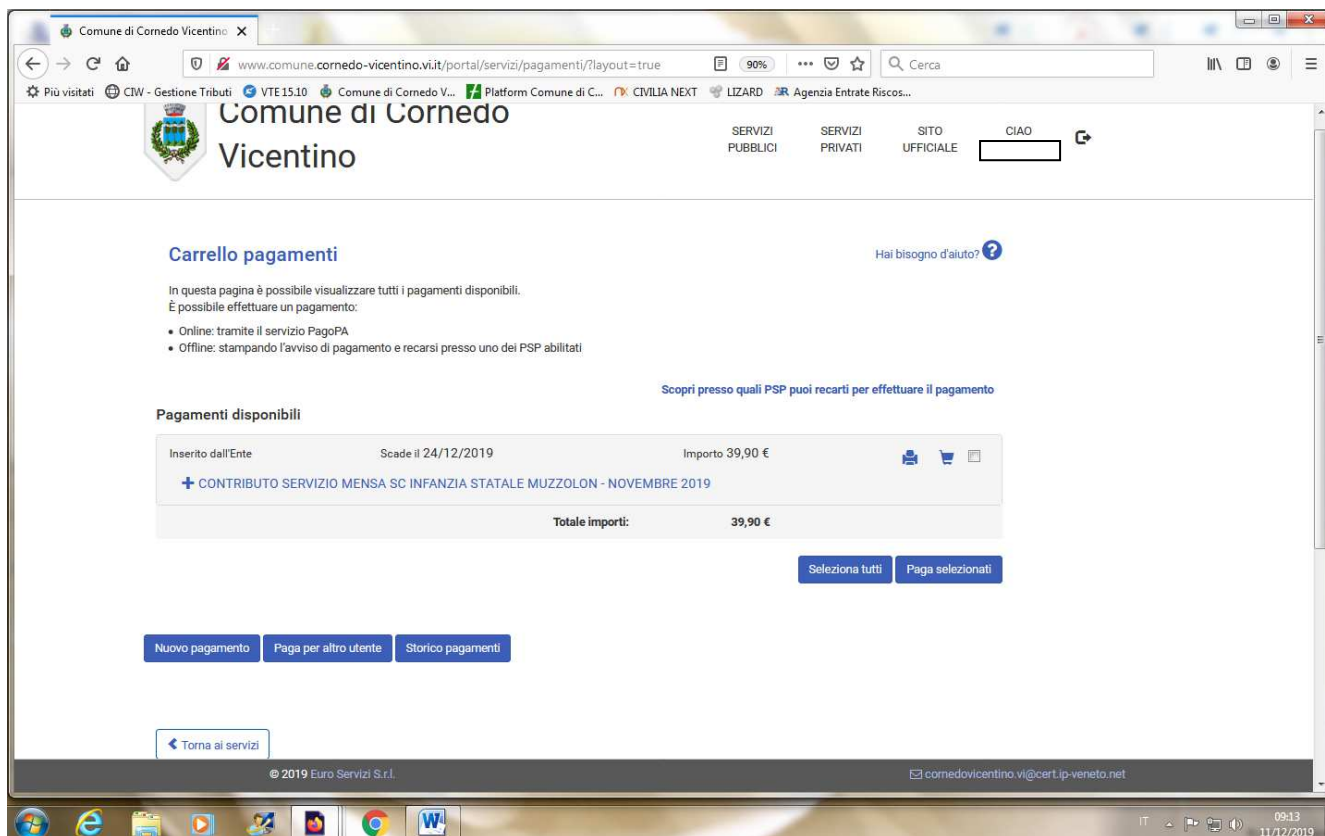 Comune di Cornedo Vicentino X
www.comune.cornedo-vicentino.vi.it/portal/servizi/pagamenti/?layout=true
90%
Cerca
Più visitati
CIW - Gestione Tributi
VTE 15.10
Comune di Cornedo V...
Platform Comune di C...
CIVILIA NEXT
LIZARD
AR Agenzia Entrate Riscos...
Comune di Cornedo
Vicentino
SERVIZI
PUBBLICI
SERVIZI
PRIVATI
SITO
UFFICIALE
CIAO
Carrello pagamenti
Hai bisogno d'aiuto? ?
In questa pagina è possibile visualizzare tutti i pagamenti disponibili.
È possibile effettuare un pagamento:
• Online: tramite il servizio PagoPA
• Offline: stampando l'avviso di pagamento e recarsi presso uno dei PSP abilitati
Scopri presso quali PSP puoi recarti per effettuare il pagamento
Pagamenti disponibili
Inserito dall'Ente Scade il 24/12/2019 Importo 39,90 €
+ CONTRIBUTO SERVIZIO MENSA SC INFANZIA STATALE MUZZOLON - NOVEMBRE 2019
Totale importi: 39,90 €
Seleziona tutti
Paga selezionati
Nuovo pagamento
Paga per altro utente
Storico pagamenti
Torna ai servizi
© 2019 Euro Servizi S.r.l.
cornedovicentino.vi@cert.ip-veneto.net
IT
09:13
11/12/2019